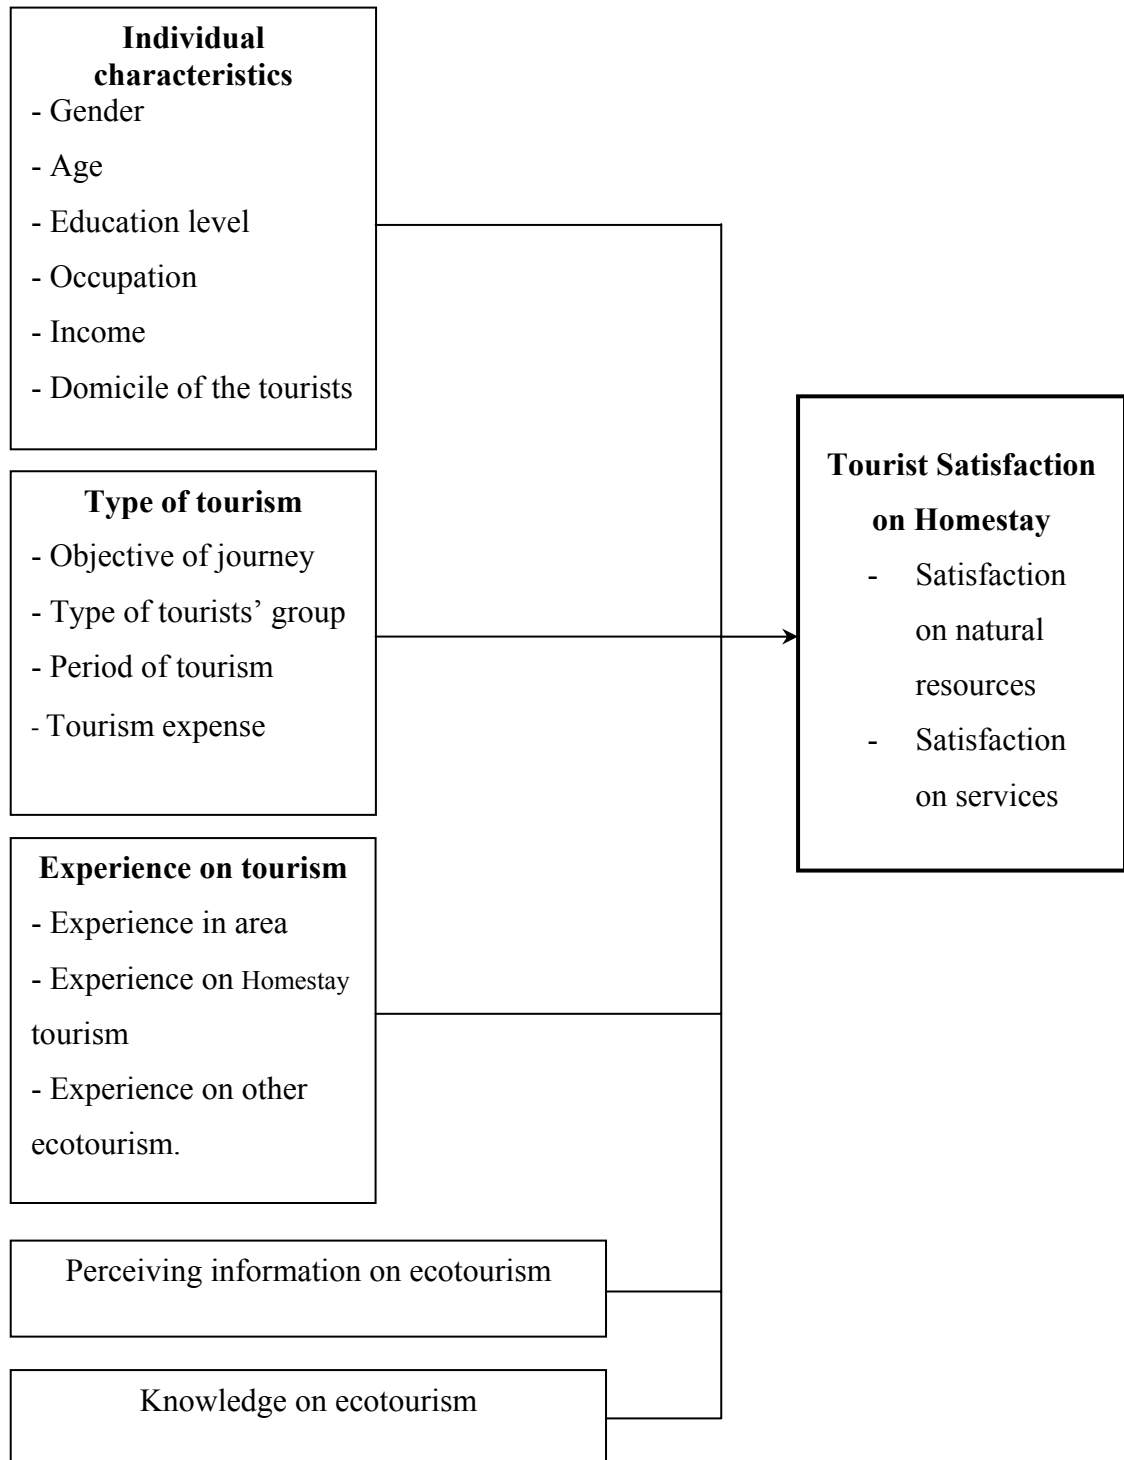 Individual
characteristics
- Gender
- Age
- Education level
- Occupation
- Income
- Domicile of the tourists
Type of tourism
- Objective of journey
- Type of tourists’ group
- Period of tourism
- Tourism expense
Experience on tourism
- Experience in area
- Experience on Homestay
tourism
- Experience on other
ecotourism.
Perceiving information on ecotourism
Knowledge on ecotourism
Tourist Satisfaction
on Homestay
- Satisfaction
on natural
resources
- Satisfaction
on services